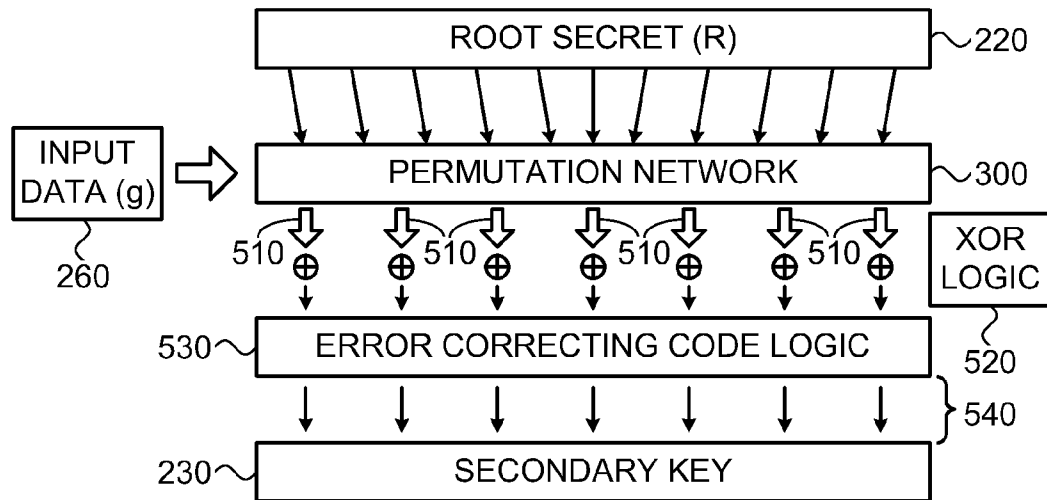 ROOT SECRET (R)
220
INPUT
DATA (g)
260
PERMUTATION NETWORK
300
510 510 510 510
XOR
LOGIC
520
530
ERROR CORRECTING CODE LOGIC
540
230
SECONDARY KEY